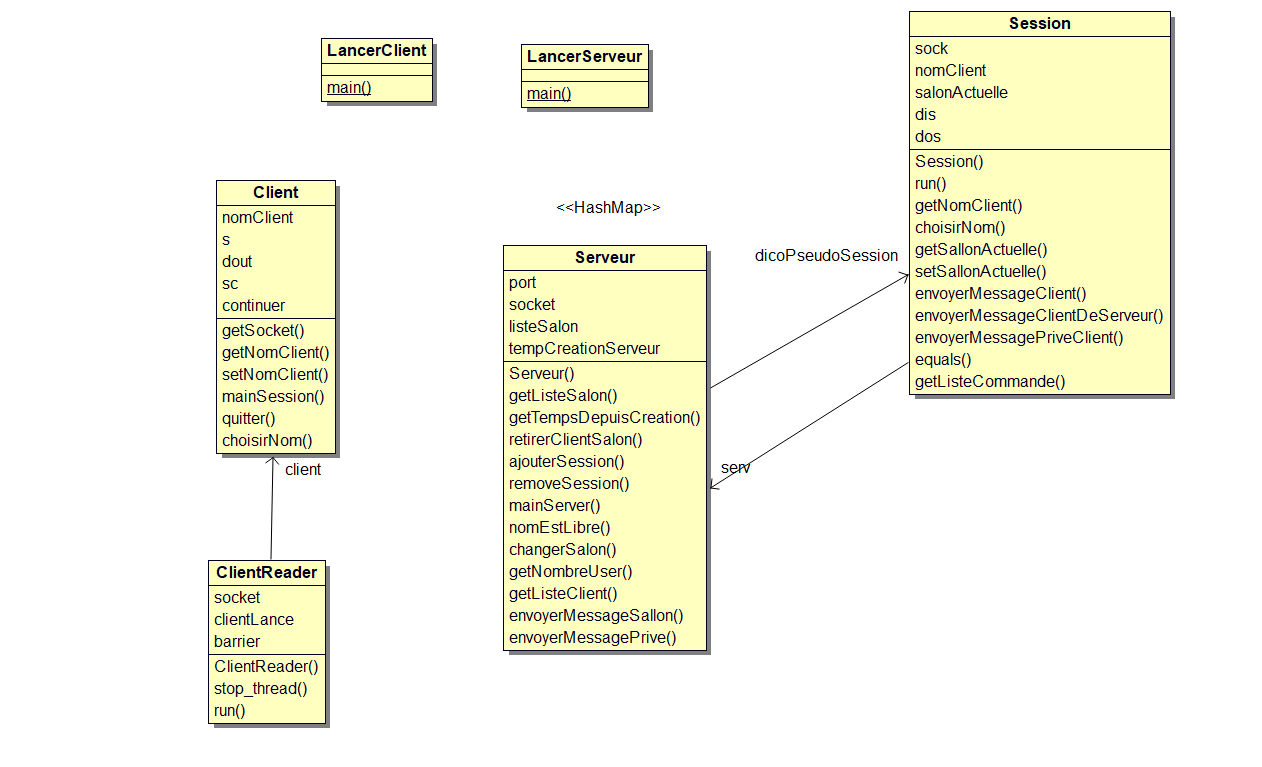 LancerClient
main()
LancerServeur
main()
Session
sock
nomClient
salonActuelle
dis
dos
Session()
run()
getNomClient()
choisirNom()
getSallonActuelle()
setSallonActuelle()
envoyerMessageClient()
envoyerMessageClientDeServeur()
envoyerMessagePriveClient()
equals()
getListeCommande()
Client
nomClient
s
dout
sc
continuer
getSocket()
getNomClient()
setNomClient()
mainSession()
quitter()
choisirNom()
<<HashMap>>
Serveur
port
socket
listeSalon
tempCreationServeur
Serveur()
getListeSalon()
getTempsDepuisCreation()
retirerClientSalon()
ajouterSession()
removeSession()
mainServer()
nomEstLibre()
changerSalon()
getNombreUser()
getListeClient()
envoyerMessageSallon()
envoyerMessagePrive()
dicoPseudoSession
serv
client
ClientReader
socket
clientLance
barrier
ClientReader()
stop_thread()
run()